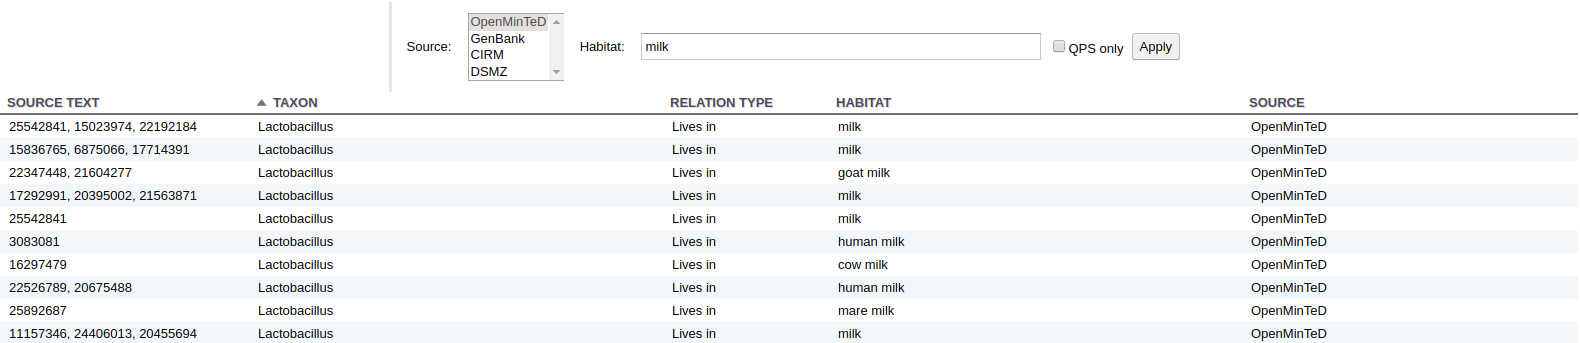 OpenMinTeD
GenBank
Source: CIRM Habitat: milk QPS only Apply
DSMZ
SOURCE TEXT TAXON RELATION TYPE HABITAT SOURCE
25542841, 15023974, 22192184 Lactobacillus Lives in milk OpenMinTeD
15836765, 6875066, 17714391 Lactobacillus Lives in milk OpenMinTeD
22347448, 21604277 Lactobacillus Lives in goat milk OpenMinTeD
17292991, 20395002, 21563871 Lactobacillus Lives in milk OpenMinTeD
25542841 Lactobacillus Lives in milk OpenMinTeD
3083081 Lactobacillus Lives in human milk OpenMinTeD
16297479 Lactobacillus Lives in cow milk OpenMinTeD
22526789, 20675488 Lactobacillus Lives in human milk OpenMinTeD
25892687 Lactobacillus Lives in mare milk OpenMinTeD
11157346, 24406013, 20455694 Lactobacillus Lives in milk OpenMinTeD